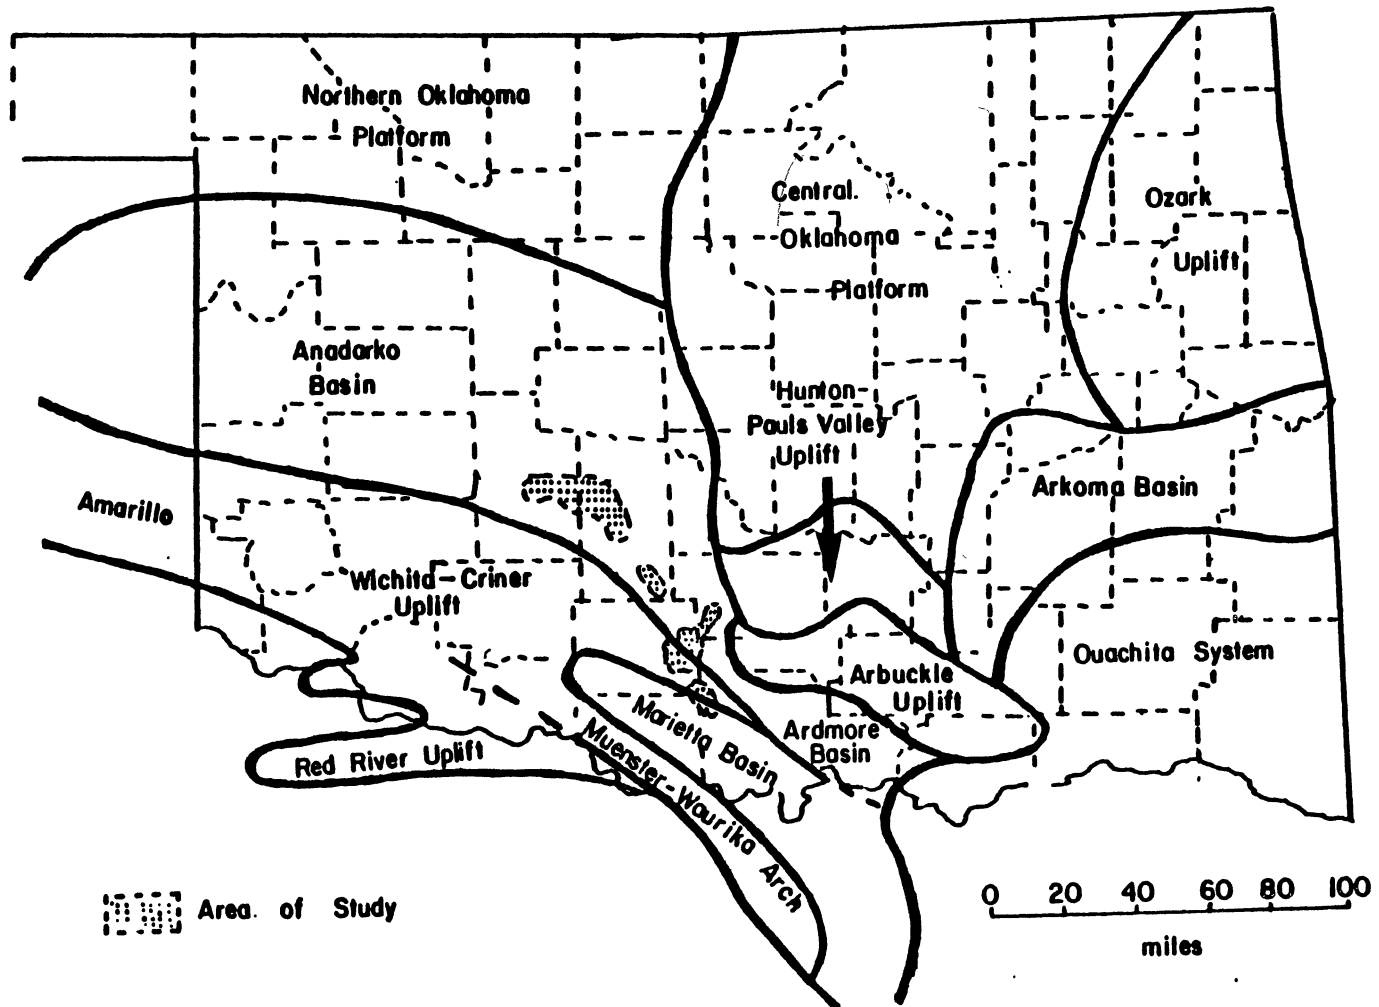 Northern Oklahoma
Platform
Central.
Oklahoma
Platform
Ozark
Uplift
Anadarko
Basin
Hunton-
Pauls Valley
Uplift
Arkoma Basin
Amarillo
Wichita-Criner
Uplift
Ouachita System
Arbuckle
Uplift
Marietta Basin
Ardmore
Basin
Muenster-Waurika Arch
Red River Uplift
Area. of Study
0 20 40 60 80 100
miles